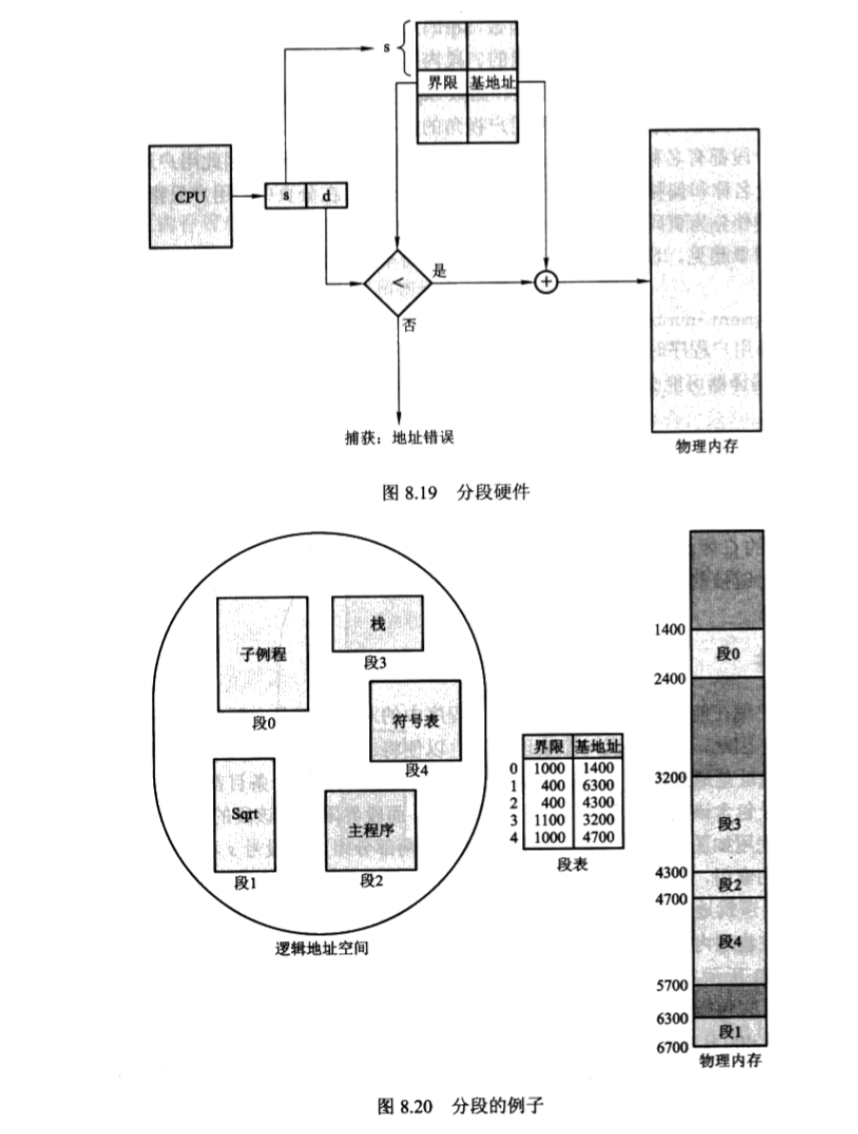 s
界限 基地址
CPU
s d
<
是
+
否
捕获：地址错误
物理内存
图 8.19 分段硬件
子例程
段0
栈
段3
符号表
段4
Sqrt
段1
主程序
段2
逻辑地址空间
界限 基地址
0 1000 1400
1 400 6300
2 400 4300
3 1100 3200
4 1000 4700
段表
1400
段0
2400
3200
段3
4300
段2
4700
段4
5700
6300
段1
6700
物理内存
图 8.20 分段的例子